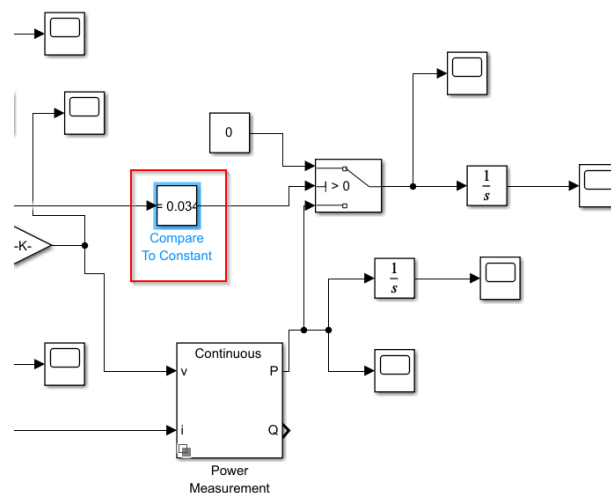 0
> 0
1
s
= 0.034
Compare
To Constant
-K-
1
s
Continuous
v
P
i
Q
Power
Measurement